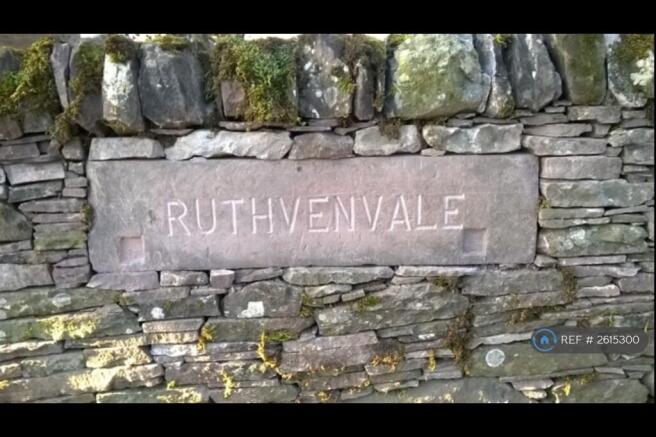 RUTHVENVALE
REF # 2615300